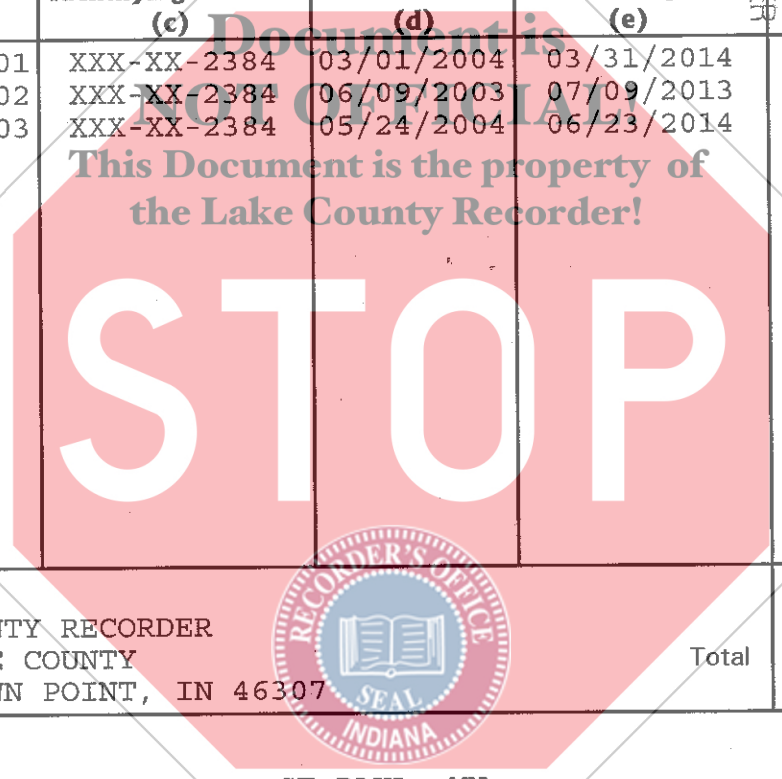 (c) (d) (e)
Document is
01 XXX-XX-2384 03/01/2004 03/31/2014
02 XXX-XX-2384 06/09/2003 07/09/2013
NOT OFFICIAL!
03 XXX-XX-2384 05/24/2004 06/23/2014
This Document is the property of
the Lake County Recorder!
STOP
RECORDER'S OFFICE
SEAL
INDIANA
NTY RECORDER
COUNTY
Total
WN POINT, IN 46307